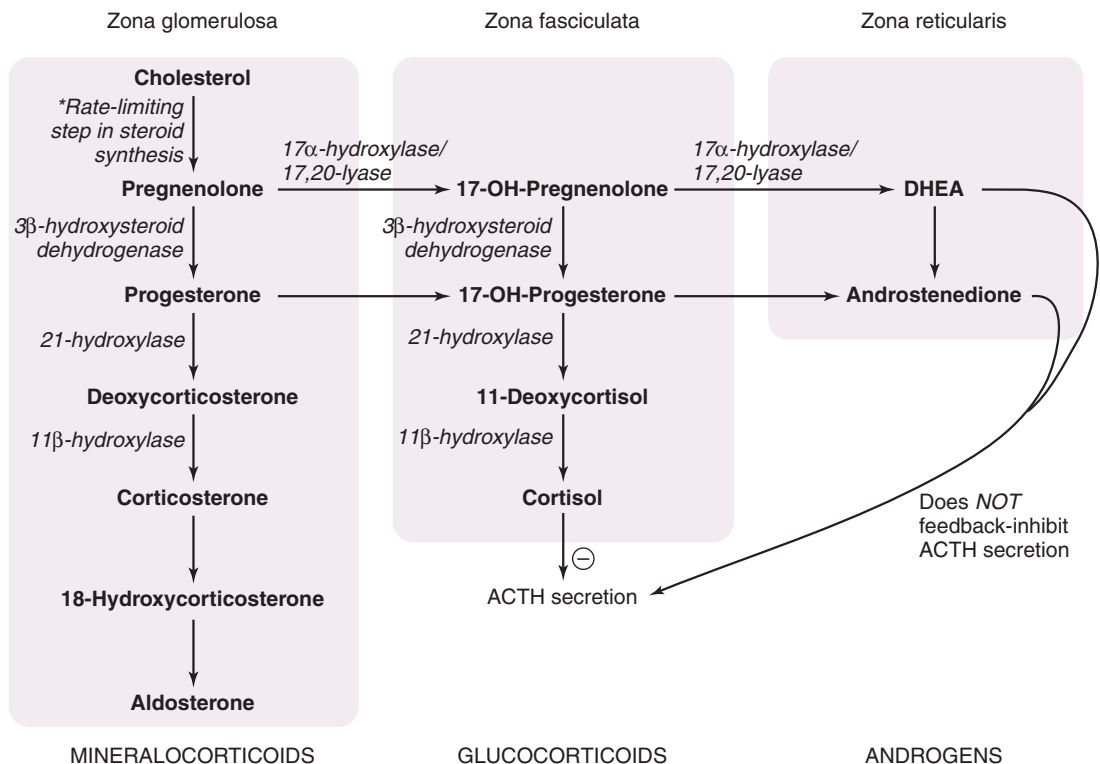 Zona glomerulosa
Zona fasciculata
Zona reticularis
Cholesterol
*Rate-limiting
step in steroid
synthesis
17α-hydroxylase/
17,20-lyase
17α-hydroxylase/
17,20-lyase
Pregnenolone
17-OH-Pregnenolone
DHEA
3β-hydroxysteroid
dehydrogenase
3β-hydroxysteroid
dehydrogenase
Progesterone
17-OH-Progesterone
Androstenedione
21-hydroxylase
21-hydroxylase
Deoxycorticosterone
11-Deoxycortisol
11β-hydroxylase
11β-hydroxylase
Corticosterone
Cortisol
Does NOT
feedback-inhibit
ACTH secretion
−
18-Hydroxycorticosterone
ACTH secretion
Aldosterone
MINERALOCORTICOIDS
GLUCOCORTICOIDS
ANDROGENS